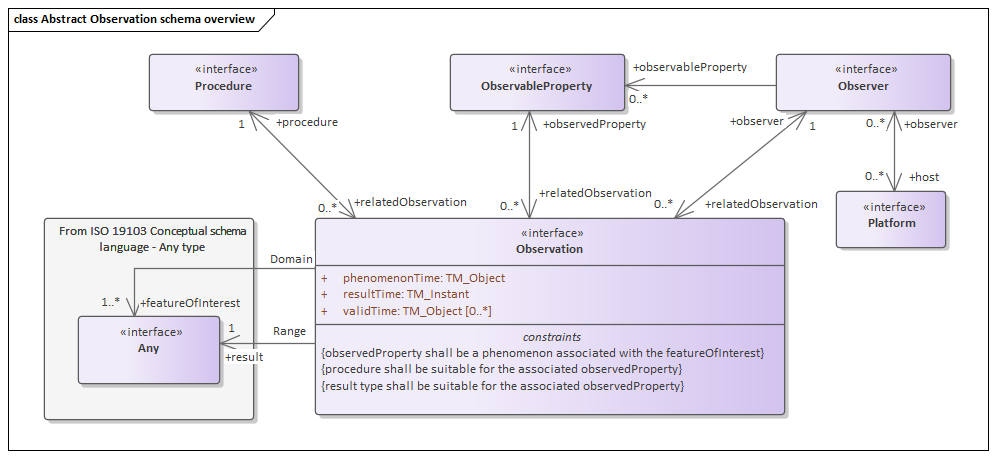 class Abstract Observation schema overview
«interface»
Procedure
«interface»
ObservableProperty
+observableProperty
0..*
«interface»
Observer
1
+procedure
1
+observedProperty
+observer
1
0..*
+observer
0..*
+relatedObservation
0..*
+relatedObservation
0..*
+relatedObservation
0..*
+host
«interface»
Platform
From ISO 19103 Conceptual schema
language - Any type
Domain
1..*
+featureOfInterest
«interface»
Any
1
Range
+result
«interface»
Observation
+ phenomenonTime: TM_Object
+ resultTime: TM_Instant
+ validTime: TM_Object [0..*]
constraints
{observedProperty shall be a phenomenon associated with the featureOfInterest}
{procedure shall be suitable for the associated observedProperty}
{result type shall be suitable for the associated observedProperty}